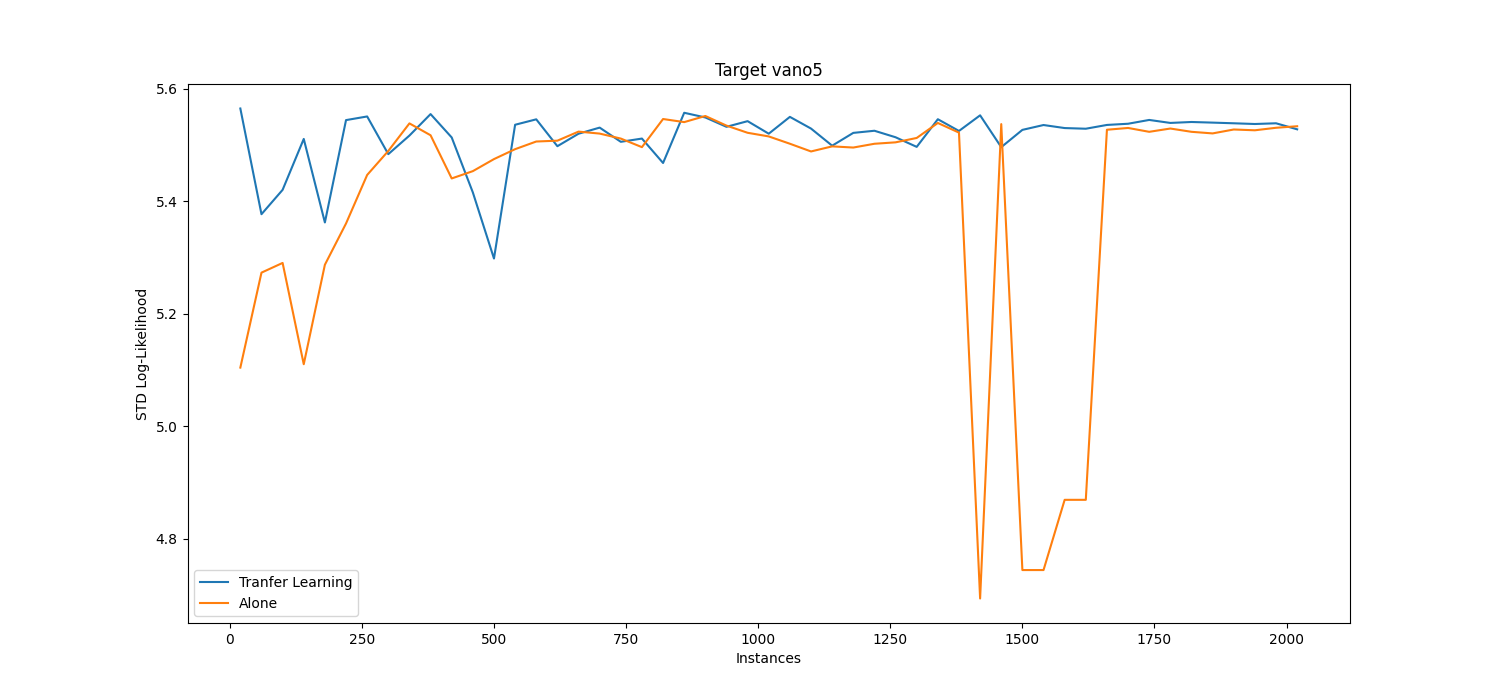 Target vano5
5.6
5.4
5.2
5.0
4.8
STD Log-Likelihood
Tranfer Learning
Alone
0 250 500 750 1000 1250 1500 1750 2000
Instances